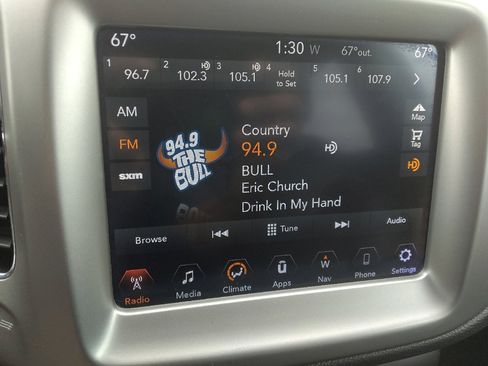 67° 1:30 W 67°out. 67°
1 96.7 2 102.3 3 105.1 4 Hold to Set 5 105.1 6 107.9
AM
FM
sxm
94.9
THE
BULL
Country
94.9 HD
BULL
Eric Church
Drink In My Hand
Map
Tag
HD
Browse Tune Audio
Radio Media Climate Apps Nav Phone Settings